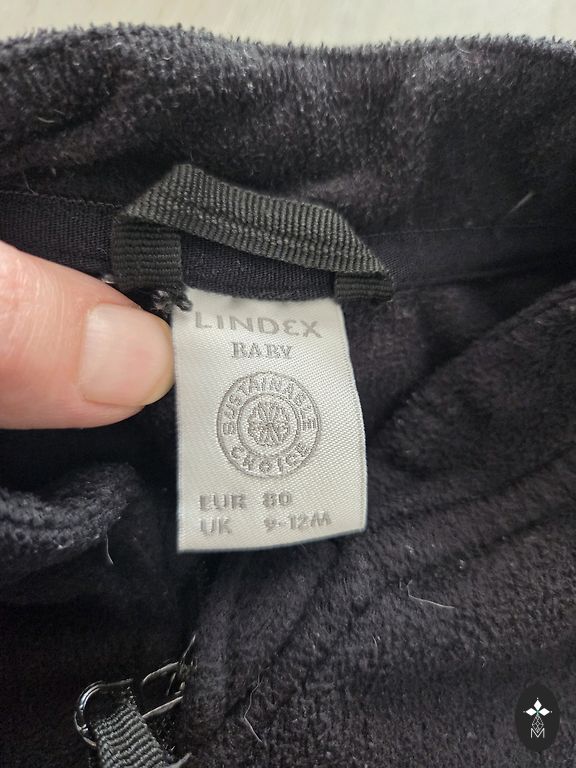 LINDEX
BABY
SUSTAINABLE
CHOICE
EUR 80
UK 9-12M
M